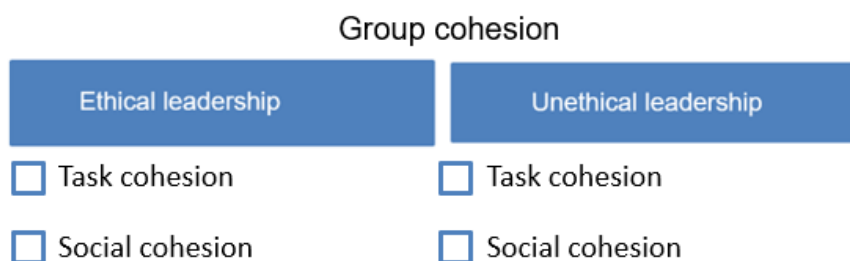 Group cohesion
Ethical leadership
Unethical leadership
Task cohesion
Task cohesion
Social cohesion
Social cohesion